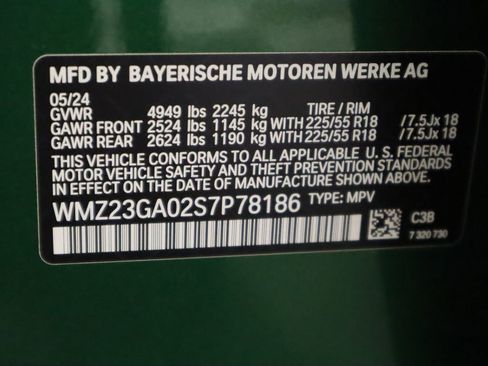 MFD BY BAYERISCHE MOTOREN WERKE AG
05/24
GVWR 4949 lbs 2245 kg TIRE / RIM
GAWR FRONT 2524 lbs 1145 kg WITH 225/55 R18 /7.5Jx 18
GAWR REAR 2624 lbs 1190 kg WITH 225/55 R18 /7.5Jx 18
THIS VEHICLE CONFORMS TO ALL APPLICABLE U. S. FEDERAL
MOTOR VEHICLE SAFETY AND THEFT PREVENTION STANDARDS
IN EFFECT ON THE DATE OF MANUFACTURE SHOWN ABOVE.
WMZ23GA02S7P78186 TYPE: MPV
C3B
7 320 730